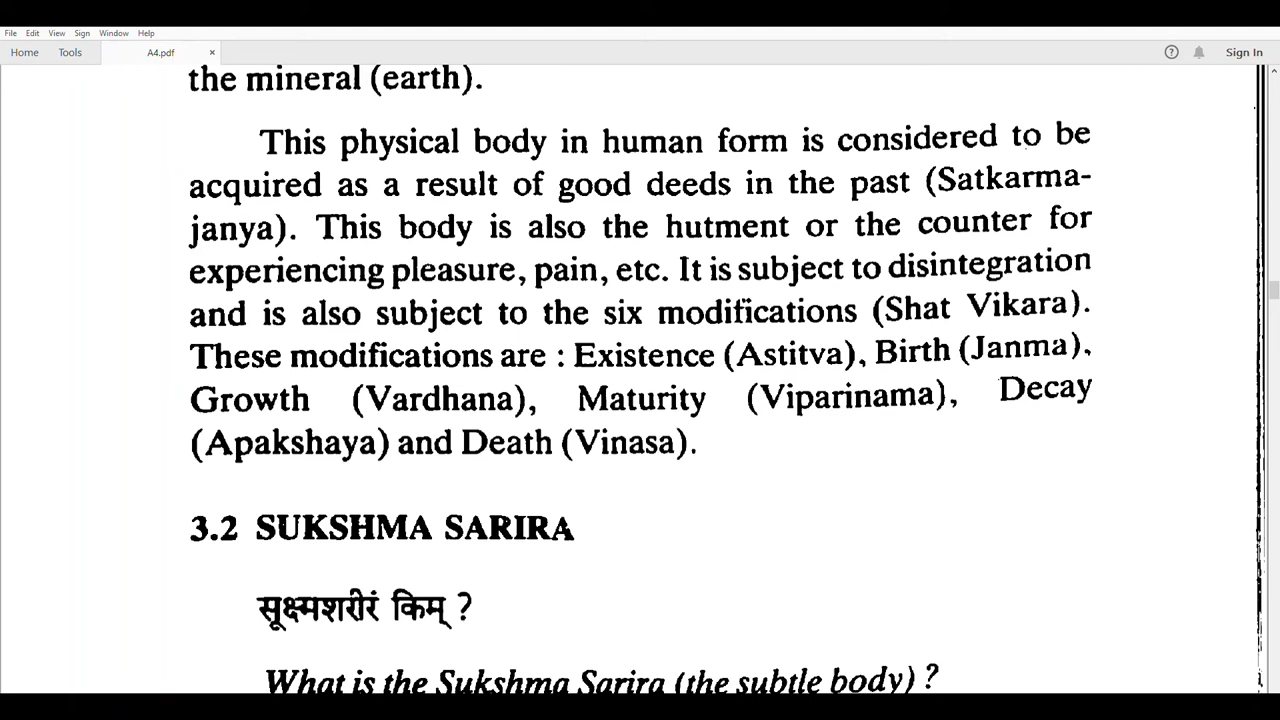 File Edit View Sign Window Help
Home Tools A4.pdf × ? Sign In
the mineral (earth).
This physical body in human form is considered to be
acquired as a result of good deeds in the past (Satkarma-
janya). This body is also the hutment or the counter for
experiencing pleasure, pain, etc. It is subject to disintegration
and is also subject to the six modifications (Shat Vikara).
These modifications are : Existence (Astitva), Birth (Janma),
Growth (Vardhana), Maturity (Viparinama), Decay
(Apakshaya) and Death (Vinasa).
3.2 SUKSHMA SARIRA
सूक्ष्मशरीरं किम् ?
What is the Sukshma Sarira (the subtle body) ?